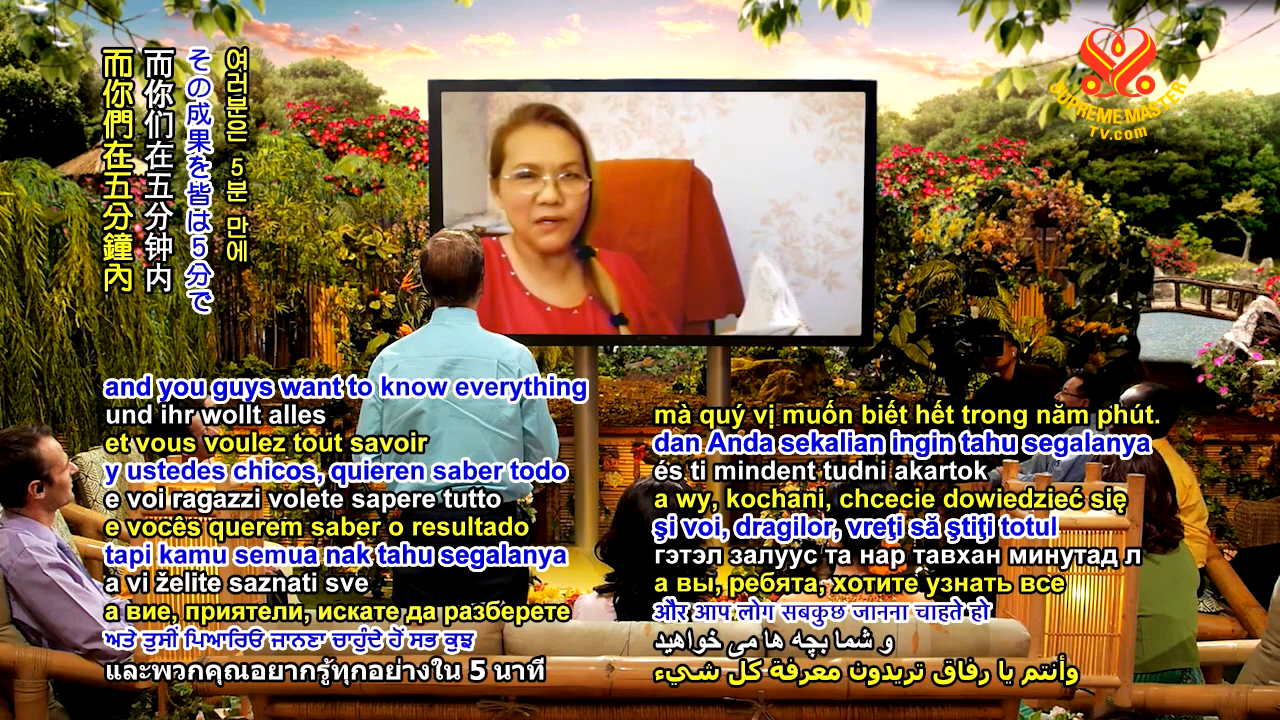 而你們在五分鐘內
而你们在五分钟内
その成果を皆は5分で
여러분은 5분 만에
SUPREME MASTER
TV.com
and you guys want to know everything
und ihr wollt alles
et vous voulez tout savoir
y ustedes chicos, quieren saber todo
e voi ragazzi volete sapere tutto
e vocês querem saber o resultado
tapi kamu semua nak tahu segalanya
a vi želite saznati sve
а вие, приятели, искате да разберете
ਅਤੇ ਤੁਸੀਂ ਪਿਆਰਿਓ ਜਾਨਣਾ ਚਾਹੁੰਦੇ ਹੋਂ ਸਭ ਕੁਝ
และพวกคุณอยากรู้ทุกอย่างใน 5 นาที
mà quý vị muốn biết hết trong năm phút.
dan Anda sekalian ingin tahu segalanya
és ti mindent tudni akartok
a wy, kochani, chcecie dowiedzieć się
şi voi, dragilor, vreţi să ştiţi totul
гэтэл залуус та нар тавхан минутад л
а вы, ребята, хотите узнать все
और आप लोग सबकुछ जानना चाहते हो
و شما بچه ها می خواهید
وأنتم يا رفاق تريدون معرفة كل شيء